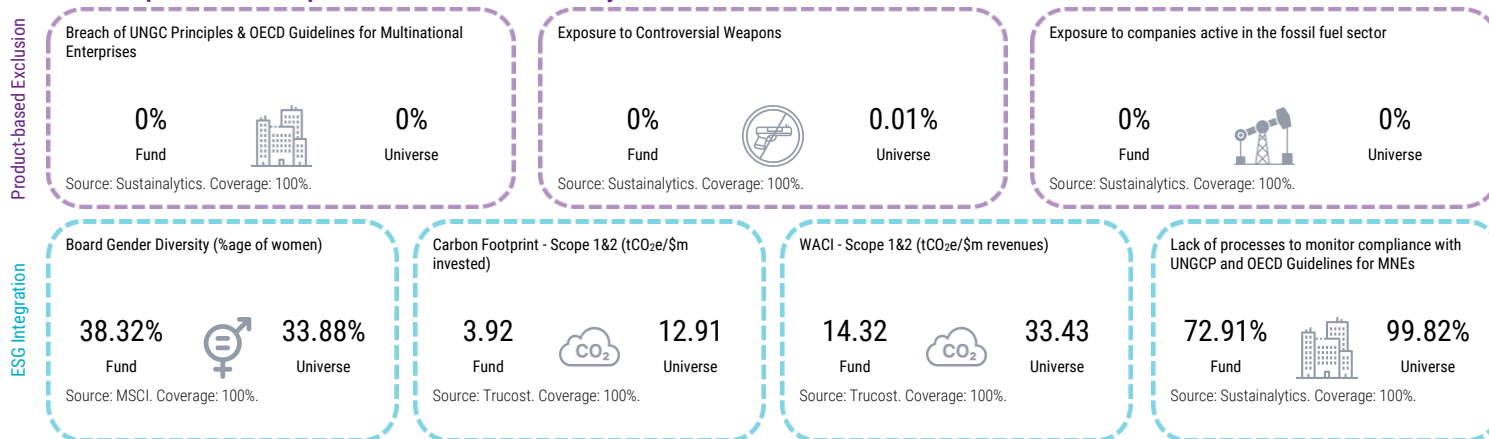 Product-based Exclusion
Breach of UNGC Principles & OECD Guidelines for Multinational
Enterprises
0%
Fund
0%
Universe
Source: Sustainalytics. Coverage: 100%.
Exposure to Controversial Weapons
0%
Fund
0.01%
Universe
Source: Sustainalytics. Coverage: 100%.
Exposure to companies active in the fossil fuel sector
0%
Fund
0%
Universe
Source: Sustainalytics. Coverage: 100%.
ESG Integration
Board Gender Diversity (%age of women)
38.32%
Fund
33.88%
Universe
Source: MSCI. Coverage: 100%.
Carbon Footprint - Scope 1&2 (tCO₂e/$m
invested)
3.92
Fund
CO₂
12.91
Universe
Source: Trucost. Coverage: 100%.
WACI - Scope 1&2 (tCO₂e/$m revenues)
14.32
Fund
CO₂
33.43
Universe
Source: Trucost. Coverage: 100%.
Lack of processes to monitor compliance with
UNGCP and OECD Guidelines for MNEs
72.91%
Fund
99.82%
Universe
Source: Sustainalytics. Coverage: 100%.